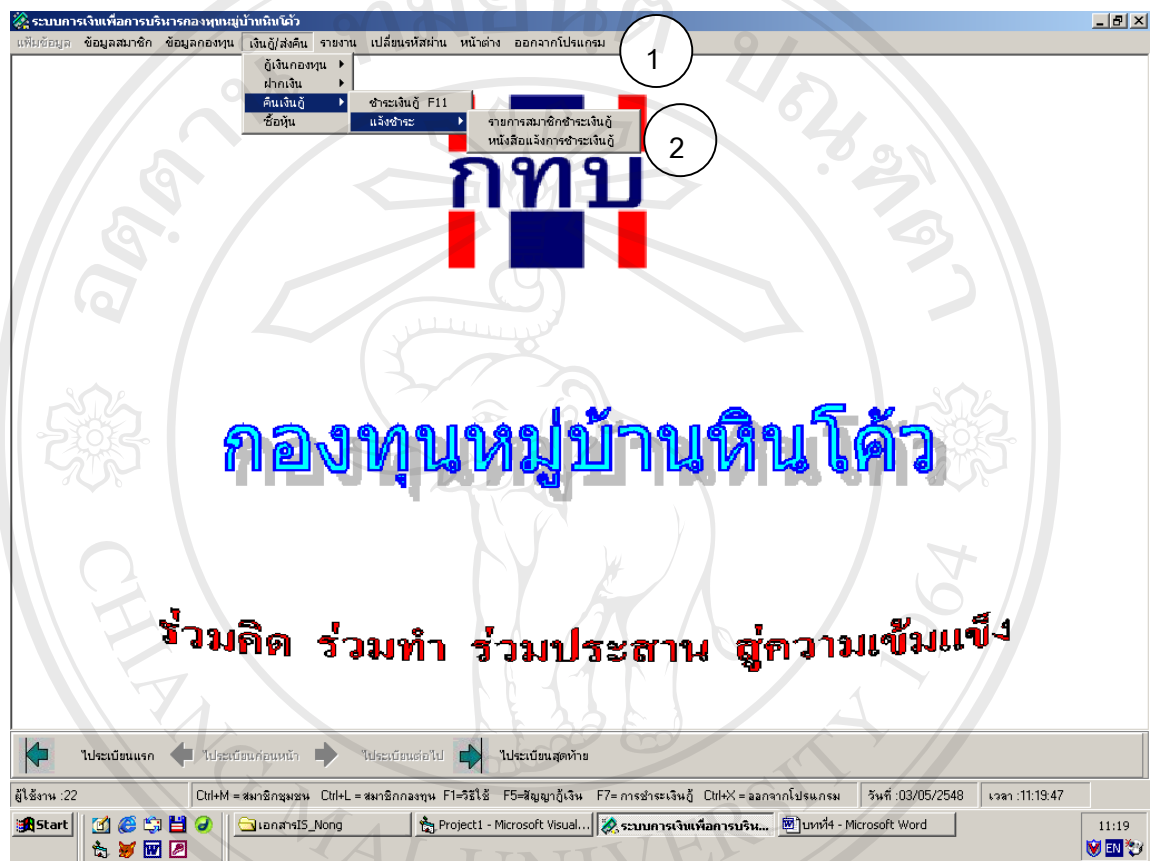 ระบบการเงินเพื่อการบริหารกองทุนหมู่บ้านหินโค้ว
แฟ้มข้อมูล ข้อมูลสมาชิก ข้อมูลกองทุน เงินกู้/ส่งคืน รายงาน เปลี่ยนรหัสผ่าน หน้าต่าง ออกจากโปรแกรม
1
กู้เงินกองทุน
ฝากเงิน
คืนเงินกู้ ชำระเงินกู้ F11
ซื้อหุ้น แจ้งชำระ รายการสมาชิกชำระเงินกู้
หนังสือแจ้งการชำระเงินกู้
2
กทบ
กองทุนหมู่บ้านหินโค้ว
ร่วมคิด ร่วมทำ ร่วมประสาน สู่ความเข้มแข็ง
ไประเบียนแรก ไประเบียนก่อนหน้า ไประเบียนต่อไป ไประเบียนสุดท้าย
ผู้ใช้งาน :22 Ctrl+M = สมาชิกชุมชน Ctrl+L = สมาชิกกองทุน F1=วิธีใช้ F5=สัญญากู้เงิน F7= การชำระเงินกู้ Ctrl+X = ออกจากโปรแกรม วันที่ :03/05/2548 เวลา :11:19:47
Start เอกสารIS_Nong Project1 - Microsoft Visual... ระบบการเงินเพื่อการบริห... บทที่4 - Microsoft Word 11:19
EN
ลิขสิทธิ์
CHIANG MAI UNIVERSITY 1964